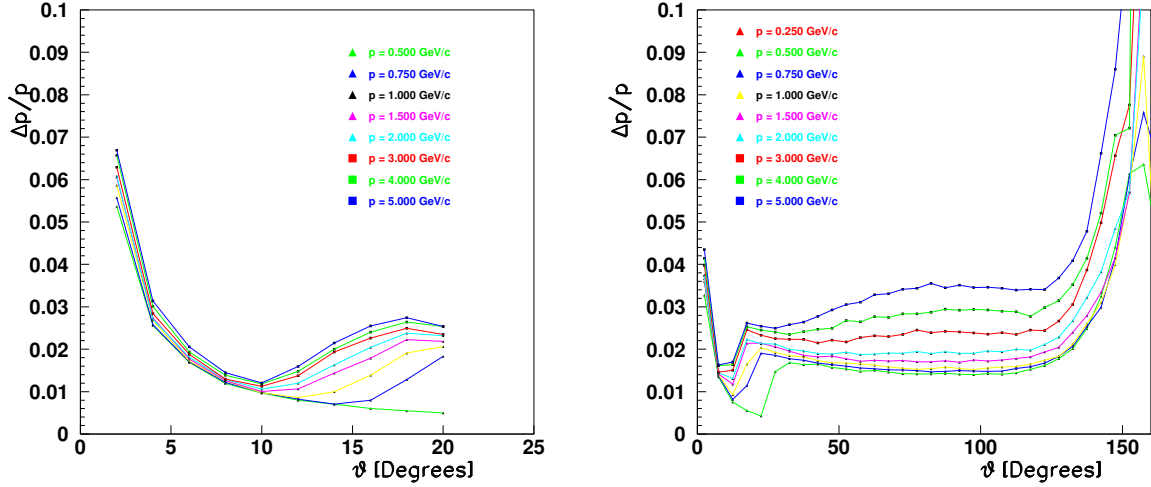 0.1
0.09
0.08
0.07
0.06
0.05
0.04
0.03
0.02
0.01
0
Δp/p
p = 0.500 GeV/c
p = 0.750 GeV/c
p = 1.000 GeV/c
p = 1.500 GeV/c
p = 2.000 GeV/c
p = 3.000 GeV/c
p = 4.000 GeV/c
p = 5.000 GeV/c
0 5 10 15 20 25
ϑ [Degrees]
0.1
0.09
0.08
0.07
0.06
0.05
0.04
0.03
0.02
0.01
0
Δp/p
p = 0.250 GeV/c
p = 0.500 GeV/c
p = 0.750 GeV/c
p = 1.000 GeV/c
p = 1.500 GeV/c
p = 2.000 GeV/c
p = 3.000 GeV/c
p = 4.000 GeV/c
p = 5.000 GeV/c
0 50 100 150
ϑ [Degrees]